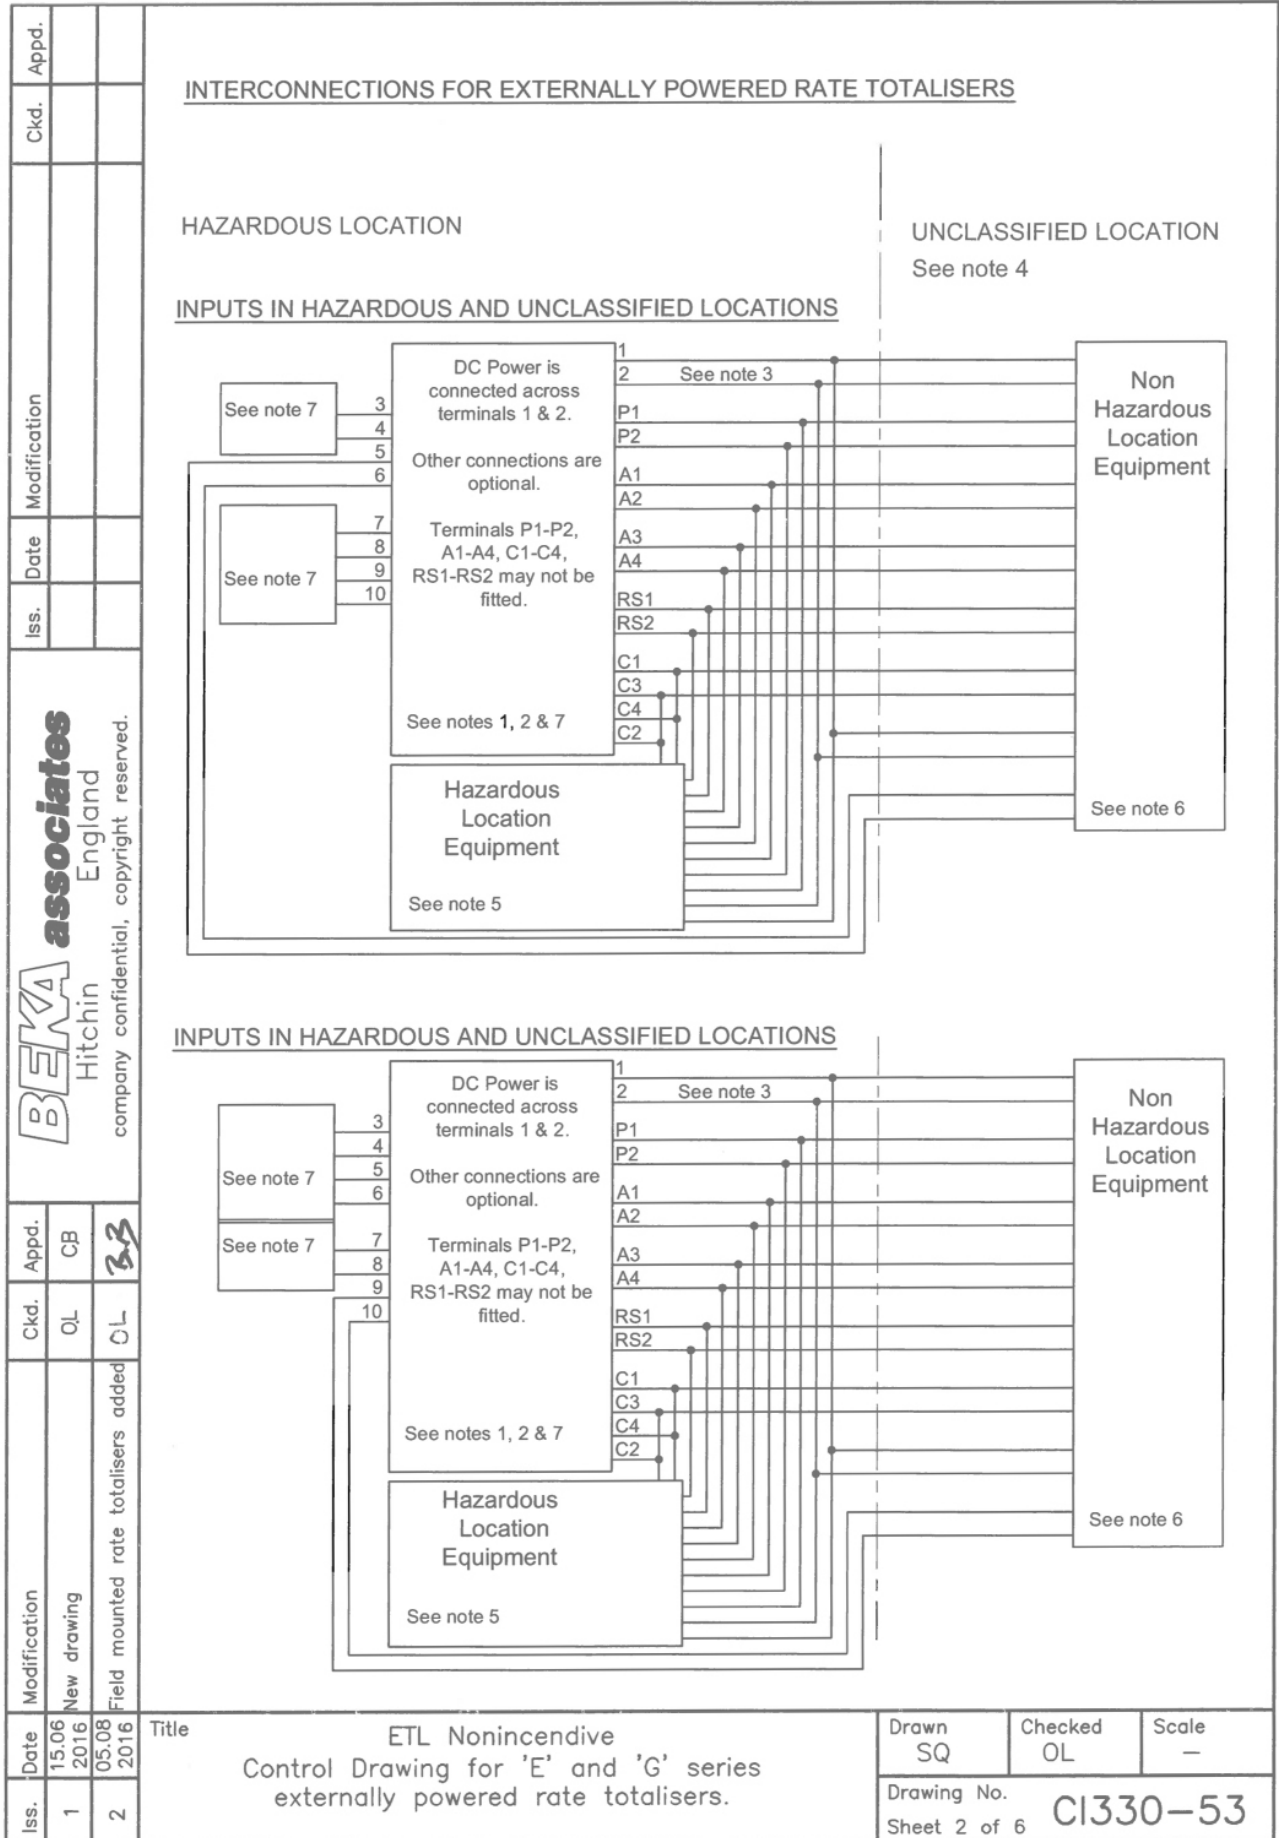 INTERCONNECTIONS FOR EXTERNALLY POWERED RATE TOTALISERS
HAZARDOUS LOCATION
UNCLASSIFIED LOCATION
See note 4
INPUTS IN HAZARDOUS AND UNCLASSIFIED LOCATIONS
See note 7
3
4
5
6
See note 7
7
8
9
10
DC Power is
connected across
terminals 1 & 2.
Other connections are
optional.
Terminals P1-P2,
A1-A4, C1-C4,
RS1-RS2 may not be
fitted.
See notes 1, 2 & 7
1
2
See note 3
P1
P2
A1
A2
A3
A4
RS1
RS2
C1
C3
C4
C2
Non
Hazardous
Location
Equipment
See note 6
Hazardous
Location
Equipment
See note 5
INPUTS IN HAZARDOUS AND UNCLASSIFIED LOCATIONS
See note 7
3
4
5
6
See note 7
7
8
9
10
DC Power is
connected across
terminals 1 & 2.
Other connections are
optional.
Terminals P1-P2,
A1-A4, C1-C4,
RS1-RS2 may not be
fitted.
See notes 1, 2 & 7
1
2
See note 3
P1
P2
A1
A2
A3
A4
RS1
RS2
C1
C3
C4
C2
Non
Hazardous
Location
Equipment
See note 6
Hazardous
Location
Equipment
See note 5
Iss. Date Modification Ckd. Appd.
BEKA associates
Hitchin England
company confidential, copyright reserved.
Iss. Date Modification Ckd. Appd.
1 15.06 2016 New drawing OL CB
2 05.08 2016 Field mounted rate totalisers added OL
Title
ETL Nonincendive
Control Drawing for 'E' and 'G' series
externally powered rate totalisers.
Drawn
SQ
Checked
OL
Scale
—
Drawing No.
CI330-53
Sheet 2 of 6